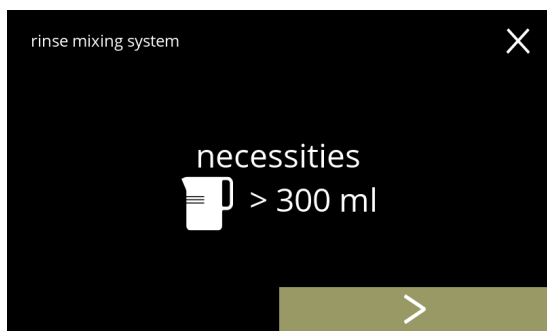 rinse mixing system
necessities
> 300 ml